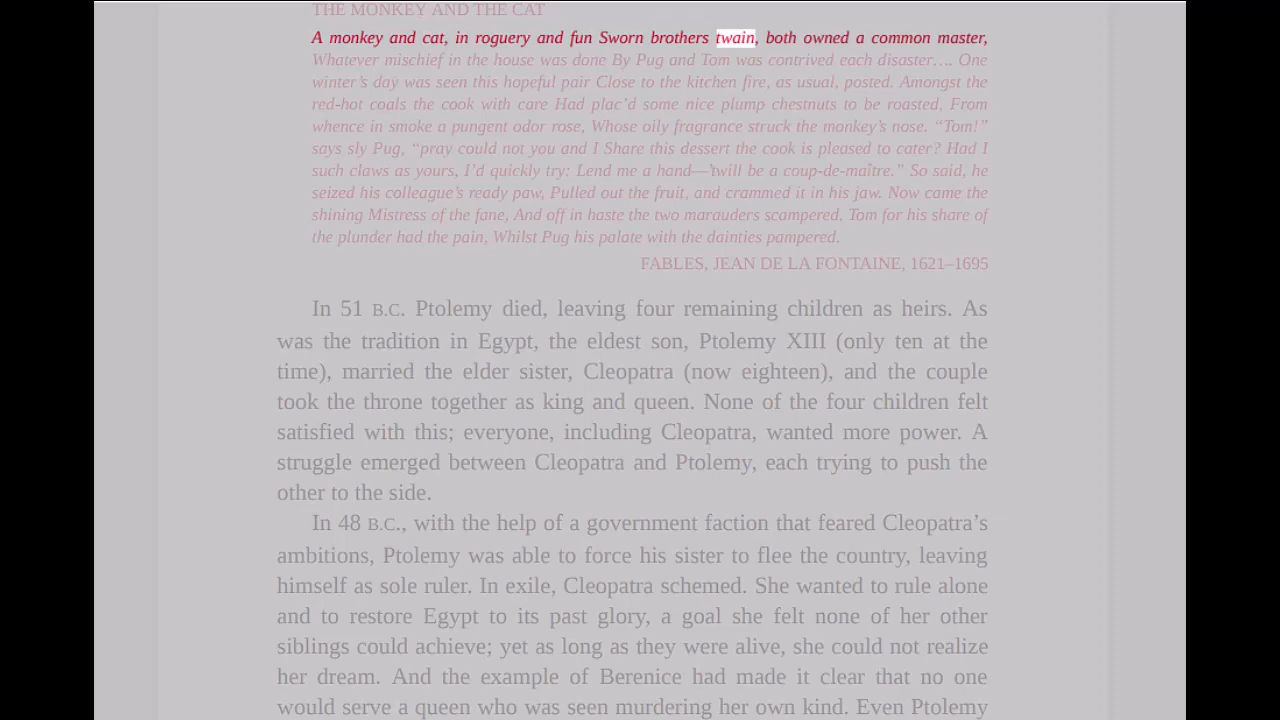 THE MONKEY AND THE CAT
A monkey and cat, in roguery and fun Sworn brothers twain, both owned a common master,
Whatever mischief in the house was done By Pug and Tom was contrived each disaster.… One
winter’s day was seen this hopeful pair Close to the kitchen fire, as usual, posted. Amongst the
red-hot coals the cook with care Had plac’d some nice plump chestnuts to be roasted, From
whence in smoke a pungent odor rose, Whose oily fragrance struck the monkey’s nose. “Tom!”
says sly Pug, “pray could not you and I Share this dessert the cook is pleased to cater? Had I
such claws as yours, I’d quickly try: Lend me a hand—’twill be a coup-de-maître.” So said, he
seized his colleague’s ready paw, Pulled out the fruit, and crammed it in his jaw. Now came the
shining Mistress of the fane, And off in haste the two marauders scampered. Tom for his share of
the plunder had the pain, Whilst Pug his palate with the dainties pampered.
FABLES, JEAN DE LA FONTAINE, 1621–1695
In 51 B.C. Ptolemy died, leaving four remaining children as heirs. As
was the tradition in Egypt, the eldest son, Ptolemy XIII (only ten at the
time), married the elder sister, Cleopatra (now eighteen), and the couple
took the throne together as king and queen. None of the four children felt
satisfied with this; everyone, including Cleopatra, wanted more power. A
struggle emerged between Cleopatra and Ptolemy, each trying to push the
other to the side.
In 48 B.C., with the help of a government faction that feared Cleopatra’s
ambitions, Ptolemy was able to force his sister to flee the country, leaving
himself as sole ruler. In exile, Cleopatra schemed. She wanted to rule alone
and to restore Egypt to its past glory, a goal she felt none of her other
siblings could achieve; yet as long as they were alive, she could not realize
her dream. And the example of Berenice had made it clear that no one
would serve a queen who was seen murdering her own kind. Even Ptolemy